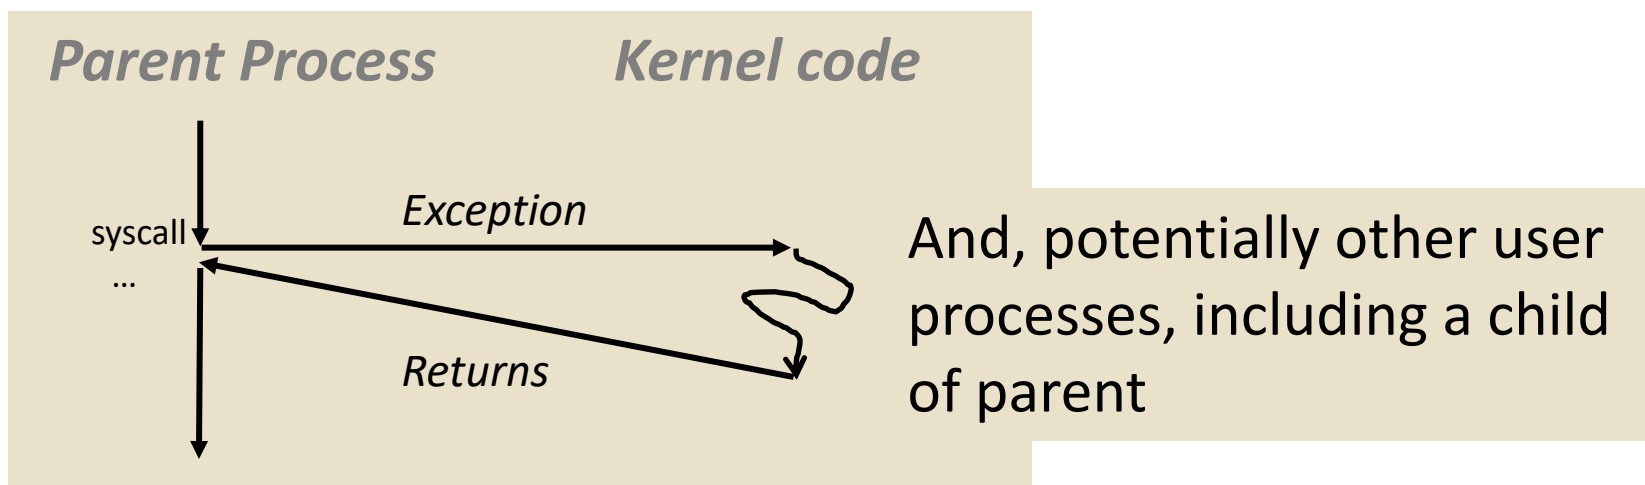 Parent Process Kernel code
Exception
syscall
...
Returns
And, potentially other user
processes, including a child
of parent